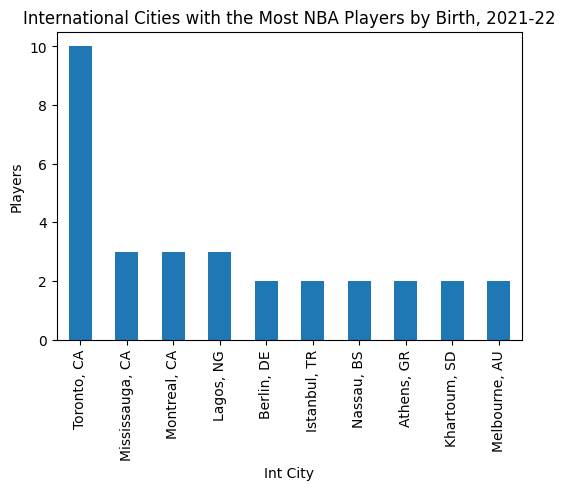 International Cities with the Most NBA Players by Birth, 2021-22
10
8
6
4
2
0
Players
Toronto, CA
Mississauga, CA
Montreal, CA
Lagos, NG
Berlin, DE
Istanbul, TR
Nassau, BS
Athens, GR
Khartoum, SD
Melbourne, AU
Int City